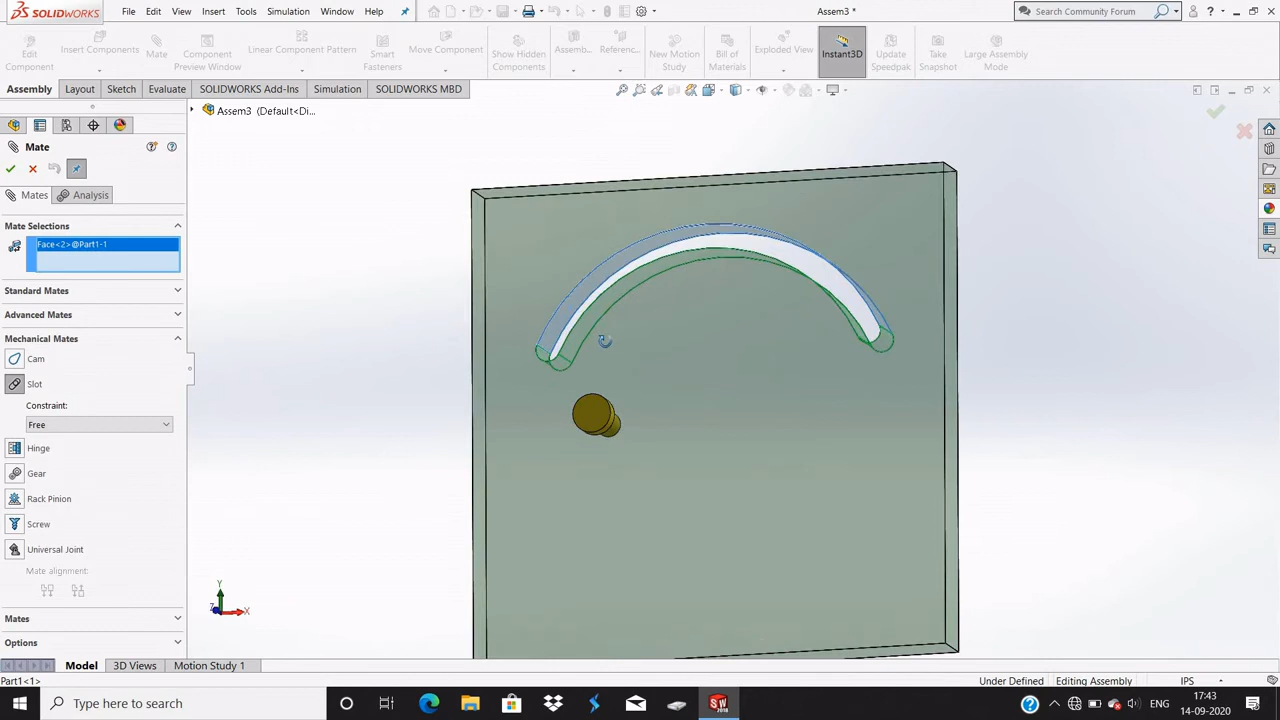 SOLIDWORKS
File Edit View Insert Tools Simulation Window Help
Assem3 *
Search Community Forum
Edit Component
Insert Components
Mate
Component Preview Window
Linear Component Pattern
Smart Fasteners
Move Component
Show Hidden Components
Assemb...
Referenc...
New Motion Study
Bill of Materials
Exploded View
Instant3D
Update Speedpak
Take Snapshot
Large Assembly Mode
Assembly Layout Sketch Evaluate SOLIDWORKS Add-Ins Simulation SOLIDWORKS MBD
Assem3 (Default<Di...
Mate
Mates Analysis
Mate Selections
Face<2>@Part1-1
Standard Mates
Advanced Mates
Mechanical Mates
Cam
Slot
Constraint:
Free
Hinge
Gear
Rack Pinion
Screw
Universal Joint
Mate alignment:
Mates
Options
Y
Z X
Model 3D Views Motion Study 1
Part1<1>
Under Defined Editing Assembly IPS
Type here to search
SW
2018
ENG
17:43
14-09-2020